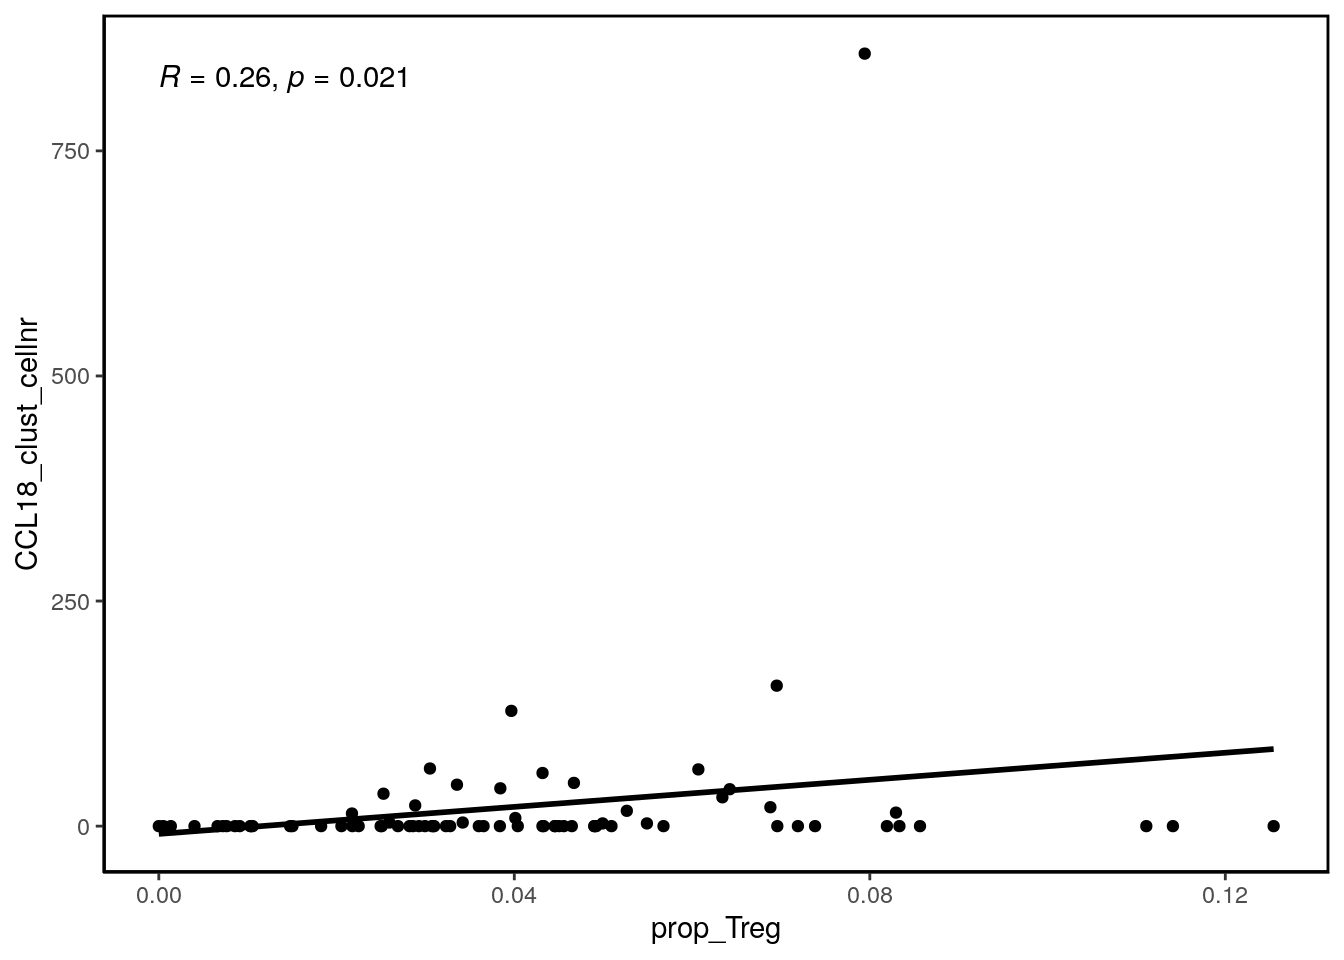 R = 0.26, p = 0.021
750
500
250
0
CCL18_clust_cellnr
0.00
0.04
0.08
0.12
prop_Treg